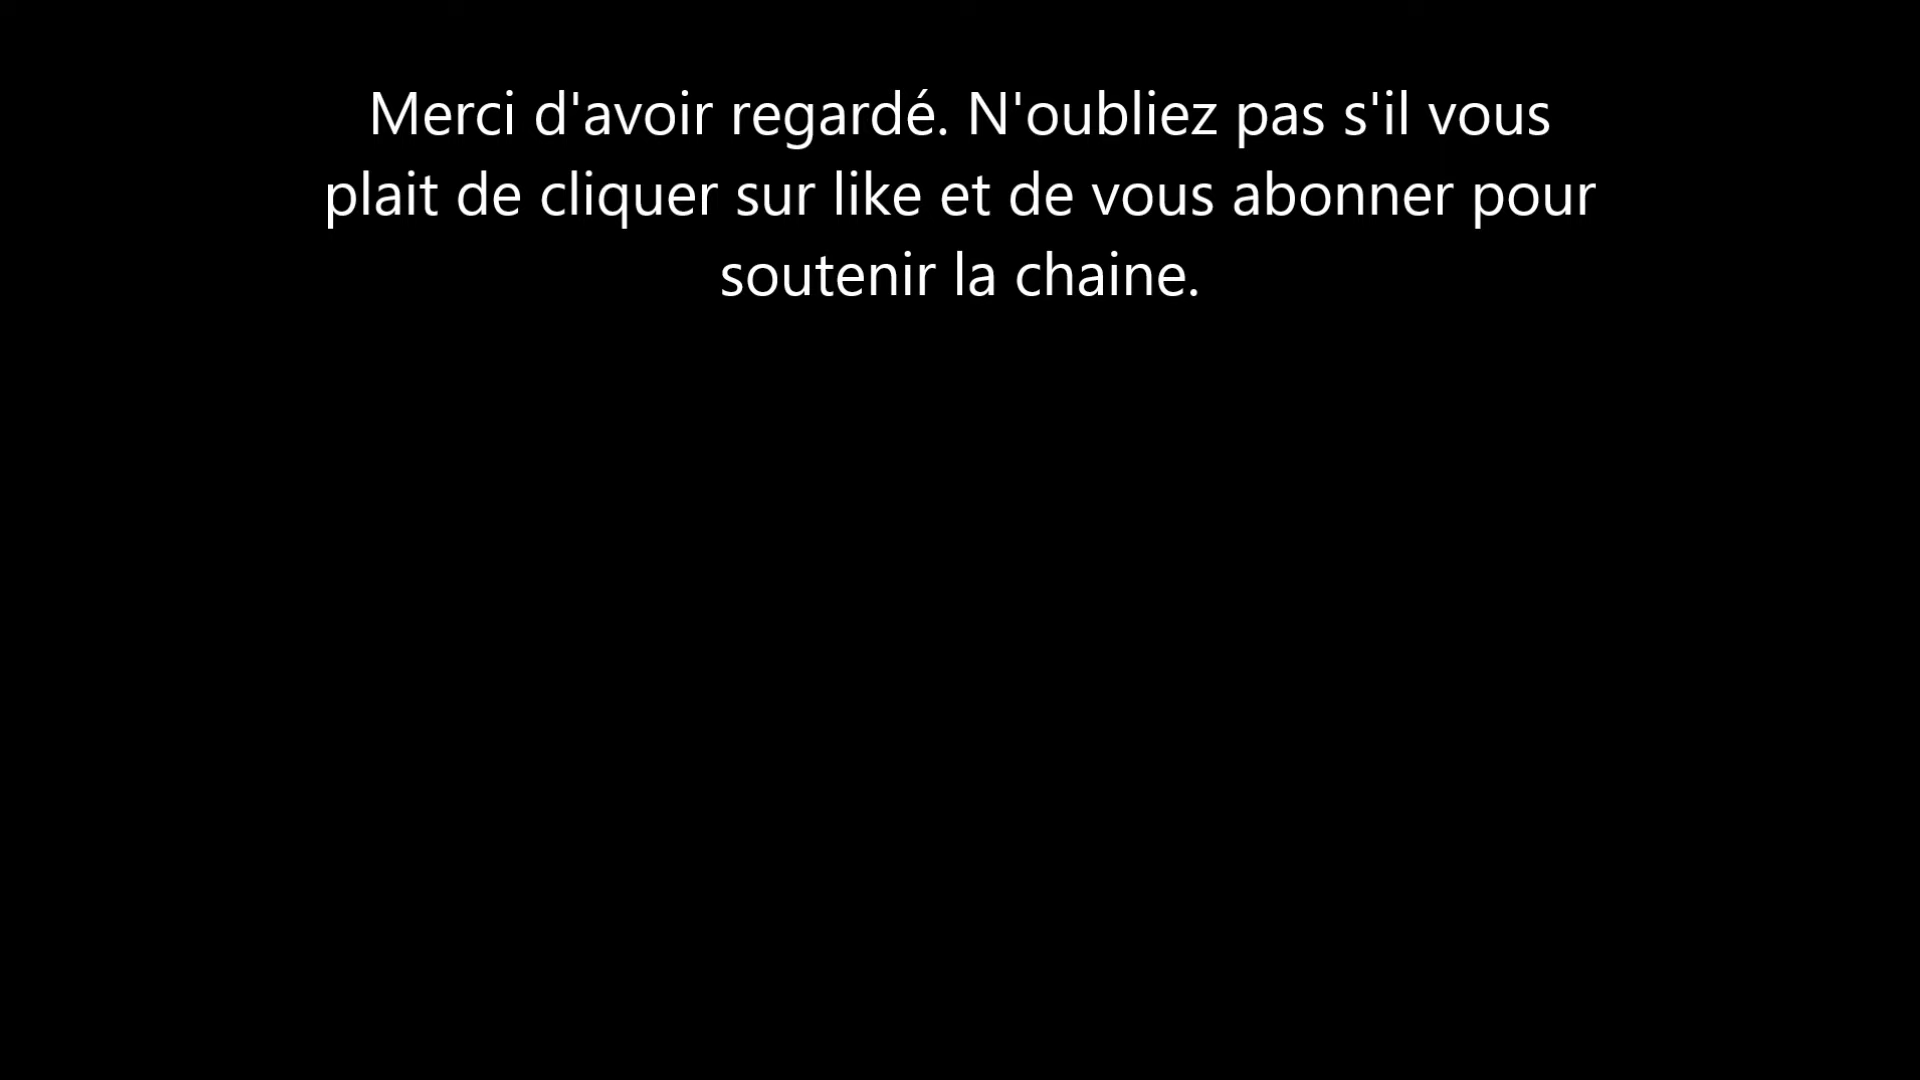 Merci d'avoir regardé. N'oubliez pas s'il vous
plait de cliquer sur like et de vous abonner pour
soutenir la chaine.